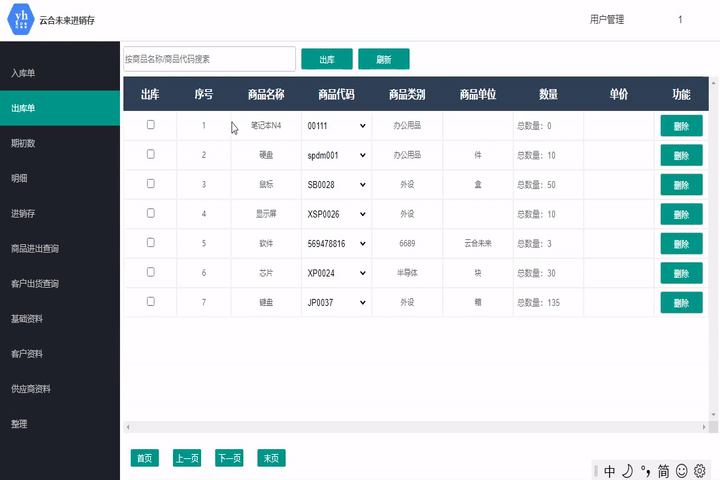 yh
云合未来进销存
用户管理
1
入库单
出库单
期初数
明细
进销存
商品进出查询
客户出货查询
基础资料
客户资料
供应商资料
整理
按商品名称/商品代码搜索
出库
刷新
出库 序号 商品名称 商品代码 商品类别 商品单位 数量 单价 功能
1 笔记本N4 00111 办公用品 总数量：0 删除
2 硬盘 spdm001 办公用品 件 总数量：10 删除
3 鼠标 SB0028 外设 盒 总数量：50 删除
4 显示屏 XSP0026 外设 总数量：10 删除
5 软件 569478816 6689 云合未来 总数量：3 删除
6 芯片 XP0024 半导体 块 总数量：30 删除
7 键盘 JP0037 外设 箱 总数量：135 删除
首页 上一页 下一页 末页
中 °, 简